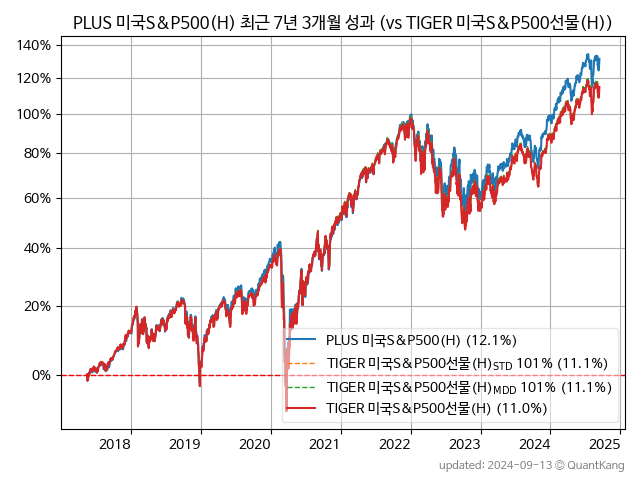 PLUS 미국S&P500(H) 최근 7년 3개월 성과 (vs TIGER 미국S&P500선물(H))
140%
120%
100%
80%
60%
40%
20%
0%
PLUS 미국S&P500(H) (12.1%)
TIGER 미국S&P500선물(H)STD 101% (11.1%)
TIGER 미국S&P500선물(H)MDD 101% (11.1%)
TIGER 미국S&P500선물(H) (11.0%)
2018 2019 2020 2021 2022 2023 2024 2025
updated: 2024-09-13 © QuantKang